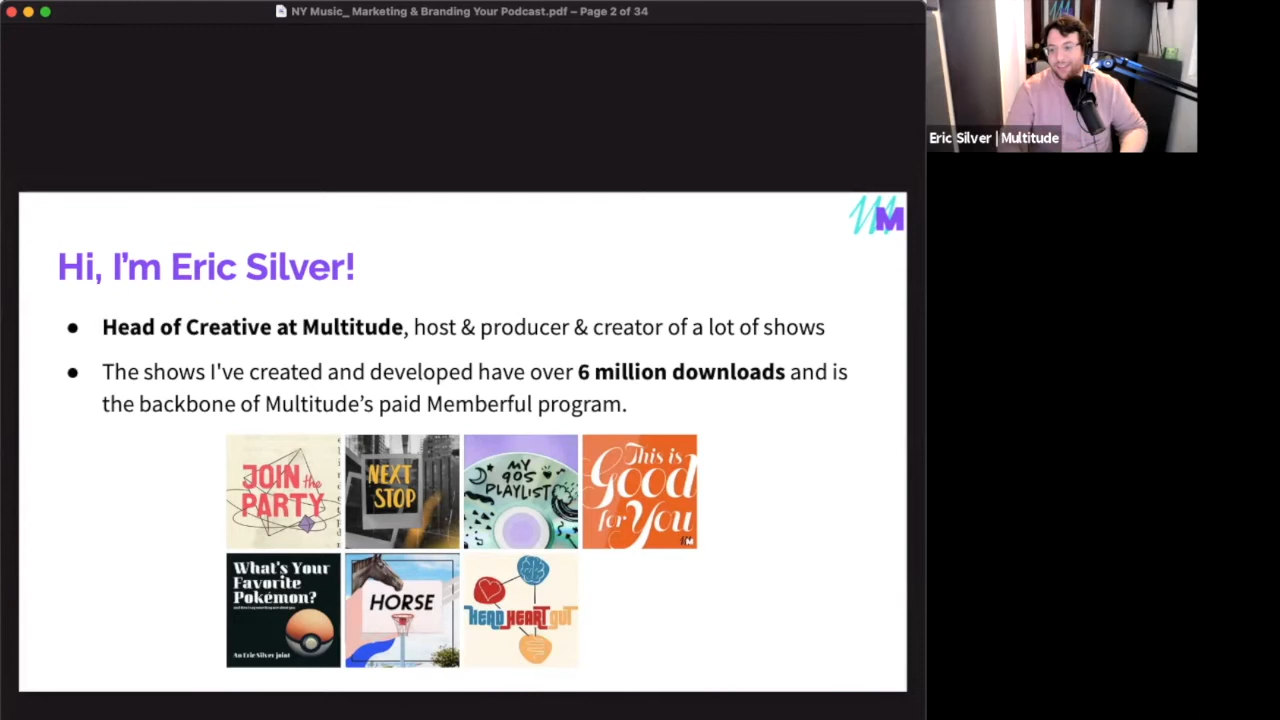 NY Music_ Marketing & Branding Your Podcast.pdf – Page 2 of 34
Eric Silver | Multitude
M
Hi, I'm Eric Silver!
● Head of Creative at Multitude, host & producer & creator of a lot of shows
● The shows I've created and developed have over 6 million downloads and is
the backbone of Multitude's paid Memberful program.
JOIN the
PARTY
NEXT
STOP
MY
90S
PLAYLIST
This is
Good
for You
What's Your
Favorite
Pokémon?
An Eric Silver joint
HORSE
HEAD HEART GUT